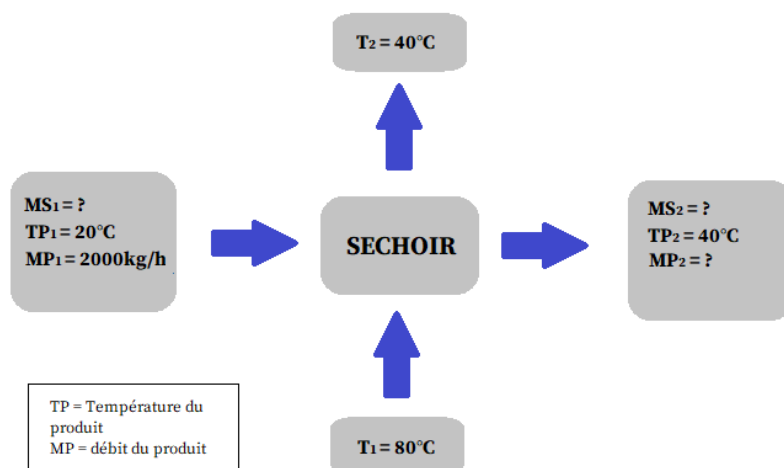 T2 = 40°C
MS1 = ?
TP1 = 20°C
MP1 = 2000kg/h
SECHOIR
MS2 = ?
TP2 = 40°C
MP2 = ?
TP = Température du
produit
MP = débit du produit
T1 = 80°C